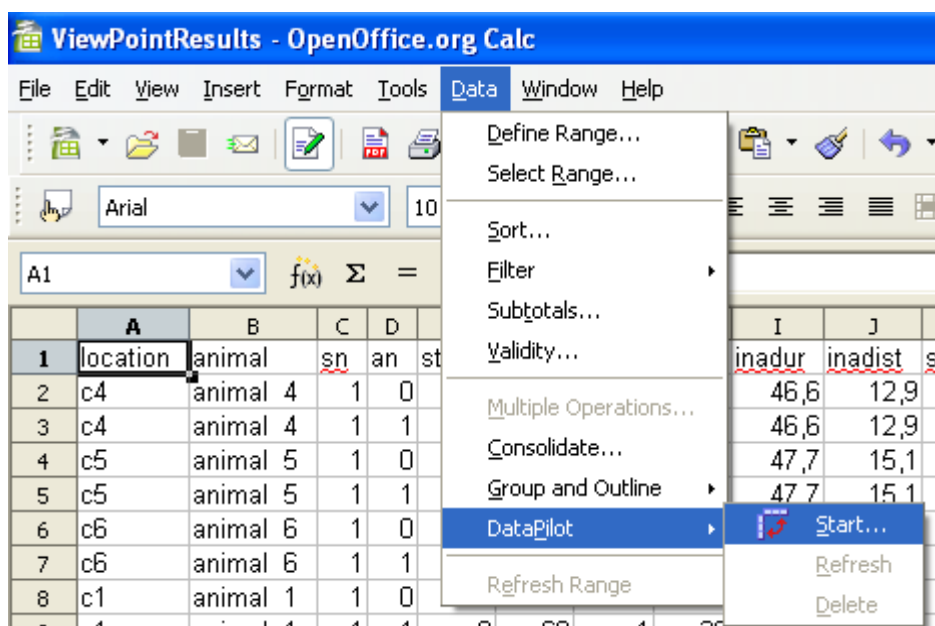 ViewPointResults - OpenOffice.org Calc
File Edit View Insert Format Tools Data Window Help
Define Range...
Select Range...
Sort...
Filter
Subtotals...
Validity...
Multiple Operations...
Consolidate...
Group and Outline
DataPilot
Refresh Range
Start...
Refresh
Delete
PDF
Arial 10
A1 f(x) Σ =
A B C D I J
1 location animal sn an st inadur inadist s
2 c4 animal 4 1 0 46,6 12,9
3 c4 animal 4 1 1 46,6 12,9
4 c5 animal 5 1 0 47,7 15,1
5 c5 animal 5 1 1 47,7 15,1
6 c6 animal 6 1 0
7 c6 animal 6 1 1
8 c1 animal 1 1 0